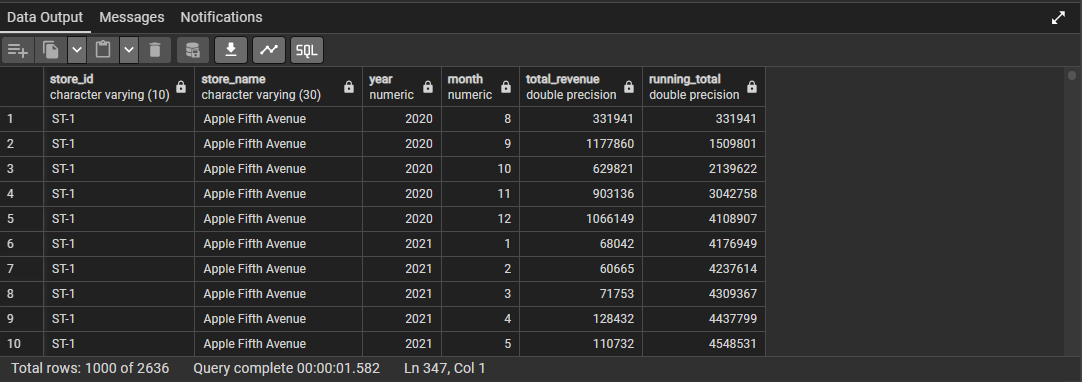 Data Output Messages Notifications
SQL
store_id store_name year month total_revenue running_total
character varying (10) character varying (30) numeric numeric double precision double precision
1 ST-1 Apple Fifth Avenue 2020 8 331941 331941
2 ST-1 Apple Fifth Avenue 2020 9 1177860 1509801
3 ST-1 Apple Fifth Avenue 2020 10 629821 2139622
4 ST-1 Apple Fifth Avenue 2020 11 903136 3042758
5 ST-1 Apple Fifth Avenue 2020 12 1066149 4108907
6 ST-1 Apple Fifth Avenue 2021 1 68042 4176949
7 ST-1 Apple Fifth Avenue 2021 2 60665 4237614
8 ST-1 Apple Fifth Avenue 2021 3 71753 4309367
9 ST-1 Apple Fifth Avenue 2021 4 128432 4437799
10 ST-1 Apple Fifth Avenue 2021 5 110732 4548531
Total rows: 1000 of 2636 Query complete 00:00:01.582 Ln 347, Col 1